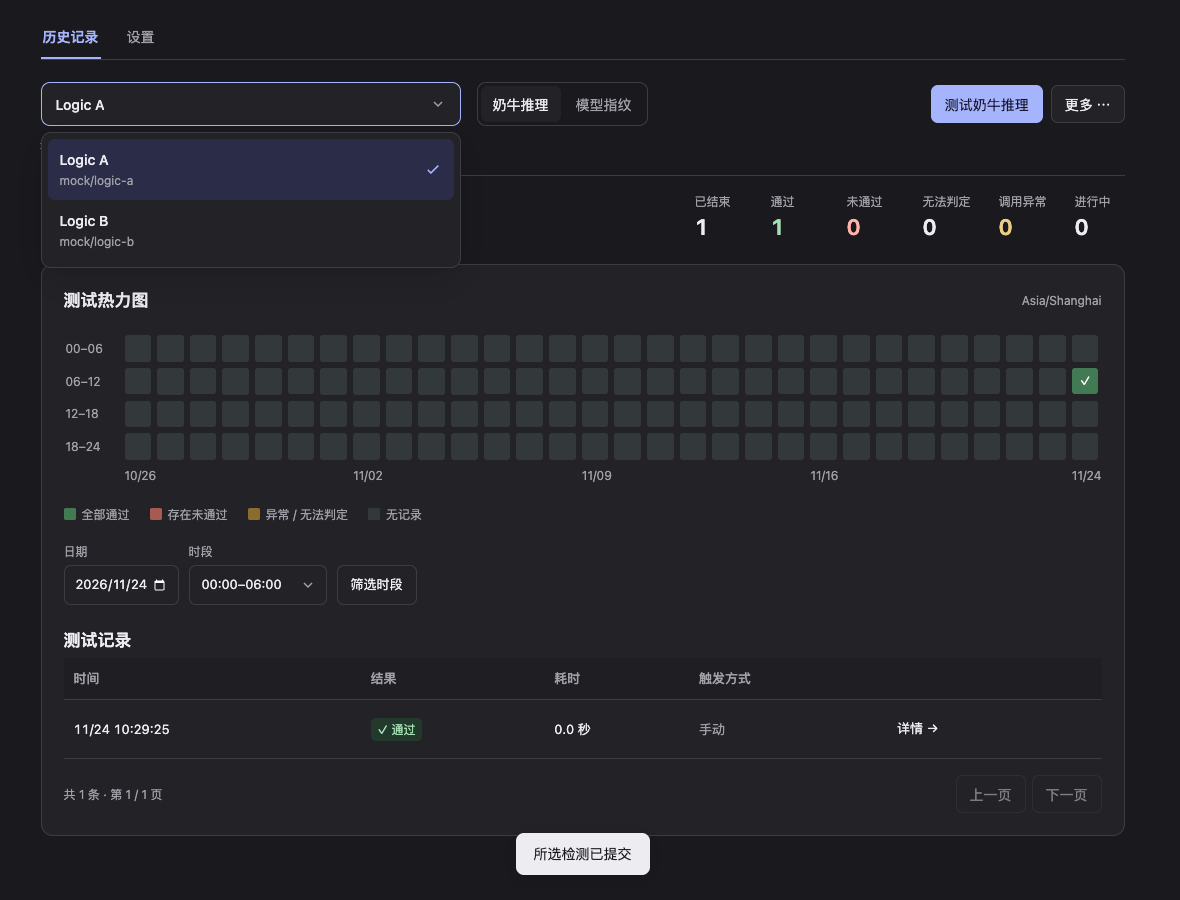 历史记录 设置
Logic A
奶牛推理 模型指纹
测试奶牛推理 更多 ···
Logic A
mock/logic-a
Logic B
mock/logic-b
已结束 通过 未通过 无法判定 调用异常 进行中
1 1 0 0 0 0
测试热力图
Asia/Shanghai
00–06
06–12
12–18
18–24
10/26 11/02 11/09 11/16 11/24
全部通过 存在未通过 异常 / 无法判定 无记录
日期 时段
2026/11/24 00:00–06:00 筛选时段
测试记录
时间 结果 耗时 触发方式
11/24 10:29:25 ✓ 通过 0.0 秒 手动 详情 →
共 1 条 · 第 1 / 1 页
上一页 下一页
所选检测已提交